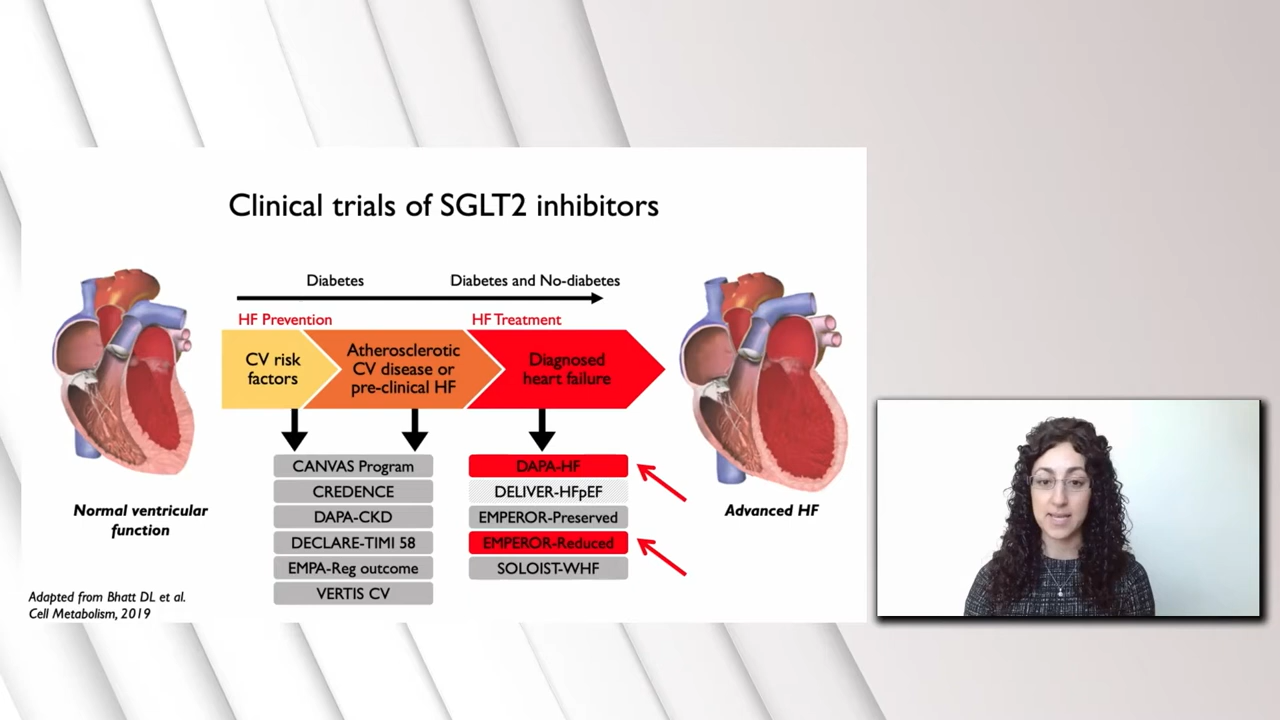 Clinical trials of SGLT2 inhibitors
Diabetes
Diabetes and No-diabetes
HF Prevention
HF Treatment
CV risk
factors
Atherosclerotic
CV disease or
pre-clinical HF
Diagnosed
heart failure
CANVAS Program
CREDENCE
DAPA-CKD
DECLARE-TIMI 58
EMPA-Reg outcome
VERTIS CV
DAPA-HF
DELIVER-HFpEF
EMPEROR-Preserved
EMPEROR-Reduced
SOLOIST-WHF
Normal ventricular
function
Advanced HF
Adapted from Bhatt DL et al.
Cell Metabolism, 2019